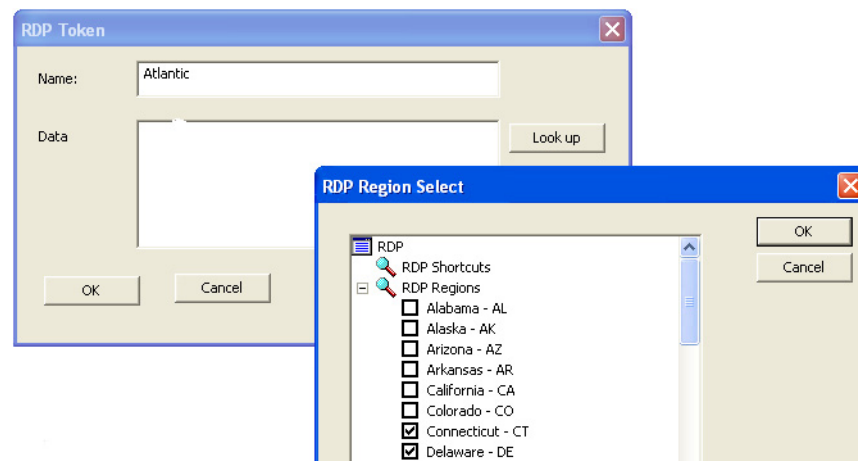 RDP Token
Name:
Atlantic
Data
Look up
OK
Cancel
RDP Region Select
RDP
RDP Shortcuts
RDP Regions
Alabama - AL
Alaska - AK
Arizona - AZ
Arkansas - AR
California - CA
Colorado - CO
Connecticut - CT
Delaware - DE
OK
Cancel